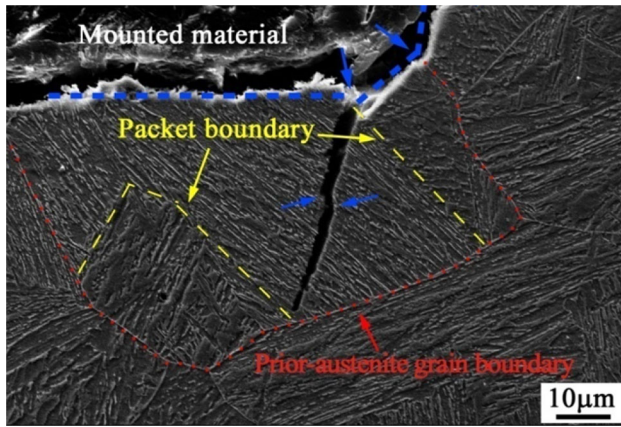 Mounted material
Packet boundary
Prior-austenite grain boundary
10μm